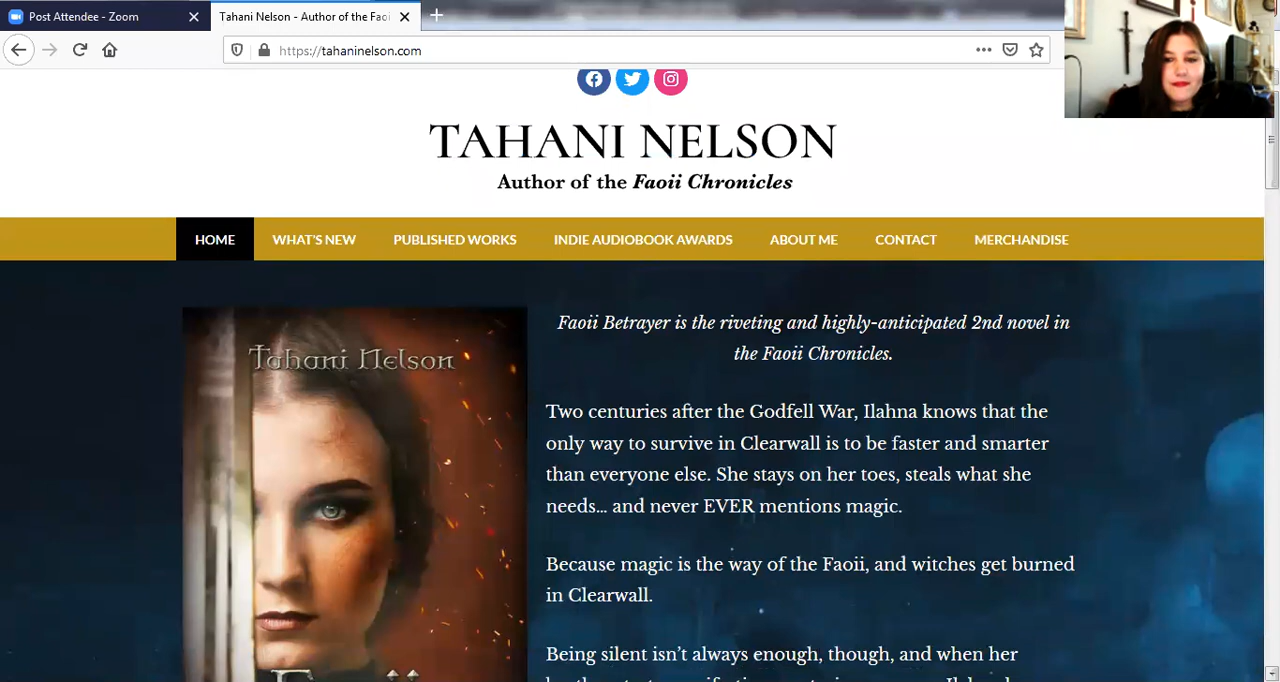 Post Attendee - Zoom
Tahani Nelson - Author of the Faoi
https://tahaninelson.com
TAHANI NELSON
Author of the Faoii Chronicles
HOME WHAT'S NEW PUBLISHED WORKS INDIE AUDIOBOOK AWARDS ABOUT ME CONTACT MERCHANDISE
Tahani Nelson
Faoii Betrayer is the riveting and highly-anticipated 2nd novel in
the Faoii Chronicles.
Two centuries after the Godfell War, Ilahna knows that the
only way to survive in Clearwall is to be faster and smarter
than everyone else. She stays on her toes, steals what she
needs... and never EVER mentions magic.
Because magic is the way of the Faoii, and witches get burned
in Clearwall.
Being silent isn't always enough, though, and when her